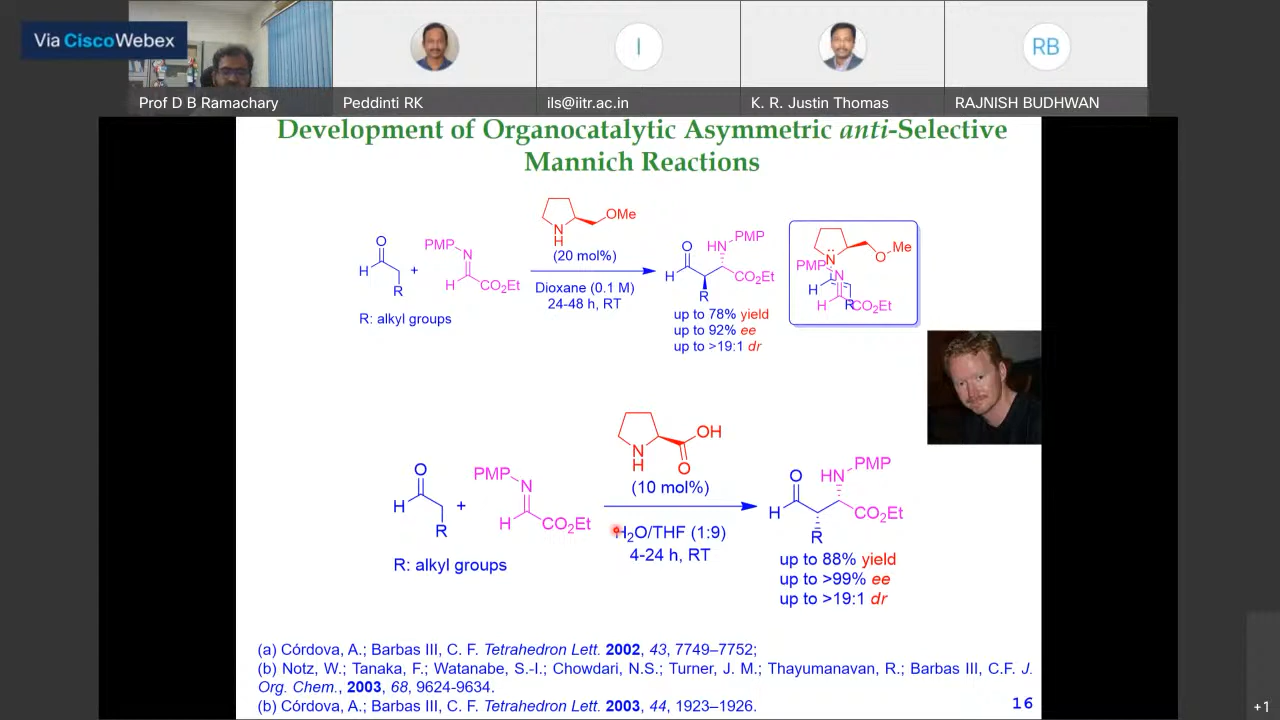 Via Cisco Webex
Prof D B Ramachary
Peddinti RK
I
ils@iitr.ac.in
K. R. Justin Thomas
RB
RAJNISH BUDHWAN
Development of Organocatalytic Asymmetric anti-Selective
Mannich Reactions
O
H
R
+
PMP
N
H
CO2Et
R: alkyl groups
N
H
OMe
(20 mol%)
Dioxane (0.1 M)
24-48 h, RT
O
H
HN
PMP
CO2Et
R
up to 78% yield
up to 92% ee
up to >19:1 dr
N
O
Me
PMP
N
H
H
R
CO2Et
O
H
R
+
PMP
N
H
CO2Et
R: alkyl groups
N
H
OH
O
(10 mol%)
H2O/THF (1:9)
4-24 h, RT
O
H
HN
PMP
CO2Et
R
up to 88% yield
up to >99% ee
up to >19:1 dr
(a) Córdova, A.; Barbas III, C. F. Tetrahedron Lett. 2002, 43, 7749–7752;
(b) Notz, W.; Tanaka, F.; Watanabe, S.-I.; Chowdari, N.S.; Turner, J. M.; Thayumanavan, R.; Barbas III, C.F. J.
Org. Chem., 2003, 68, 9624-9634.
(b) Córdova, A.; Barbas III, C. F. Tetrahedron Lett. 2003, 44, 1923–1926.
16
+1